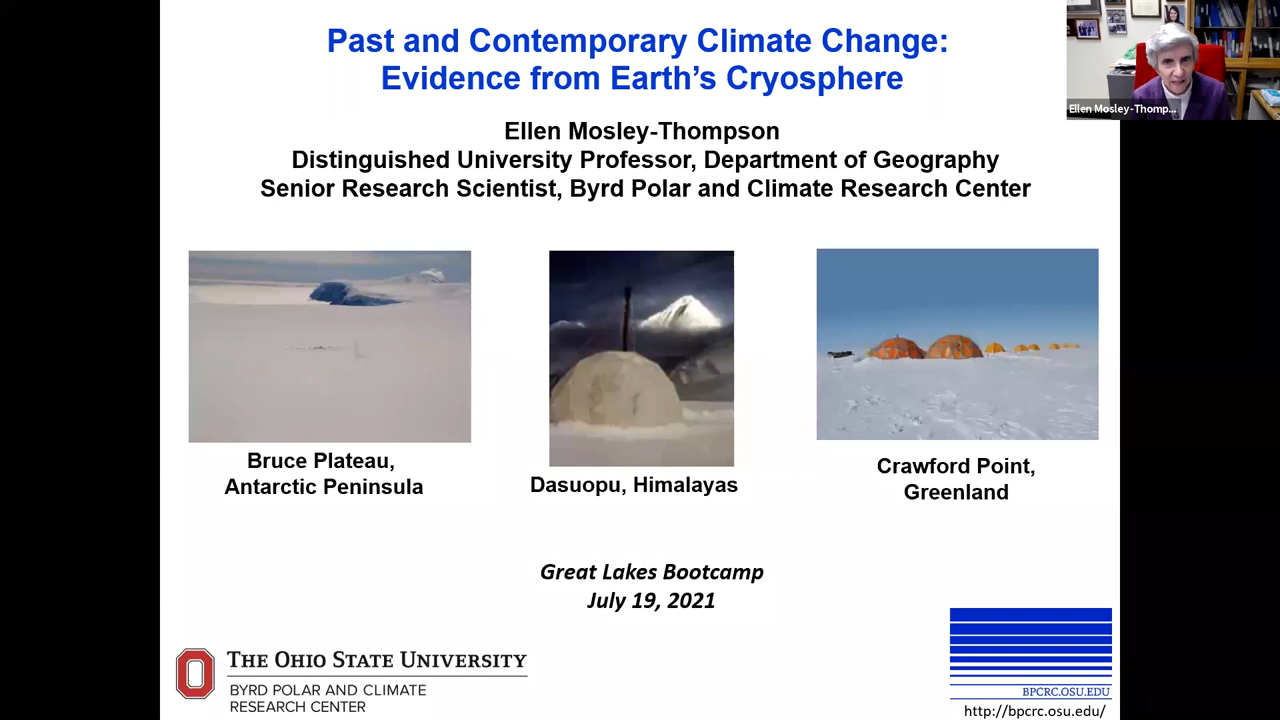 Past and Contemporary Climate Change:
Evidence from Earth's Cryosphere
Ellen Mosley-Thomp...
Ellen Mosley-Thompson
Distinguished University Professor, Department of Geography
Senior Research Scientist, Byrd Polar and Climate Research Center
Bruce Plateau,
Antarctic Peninsula
Dasuopu, Himalayas
Crawford Point,
Greenland
Great Lakes Bootcamp
July 19, 2021
THE OHIO STATE UNIVERSITY
BYRD POLAR AND CLIMATE
RESEARCH CENTER
BPCRC.OSU.EDU
http://bpcrc.osu.edu/